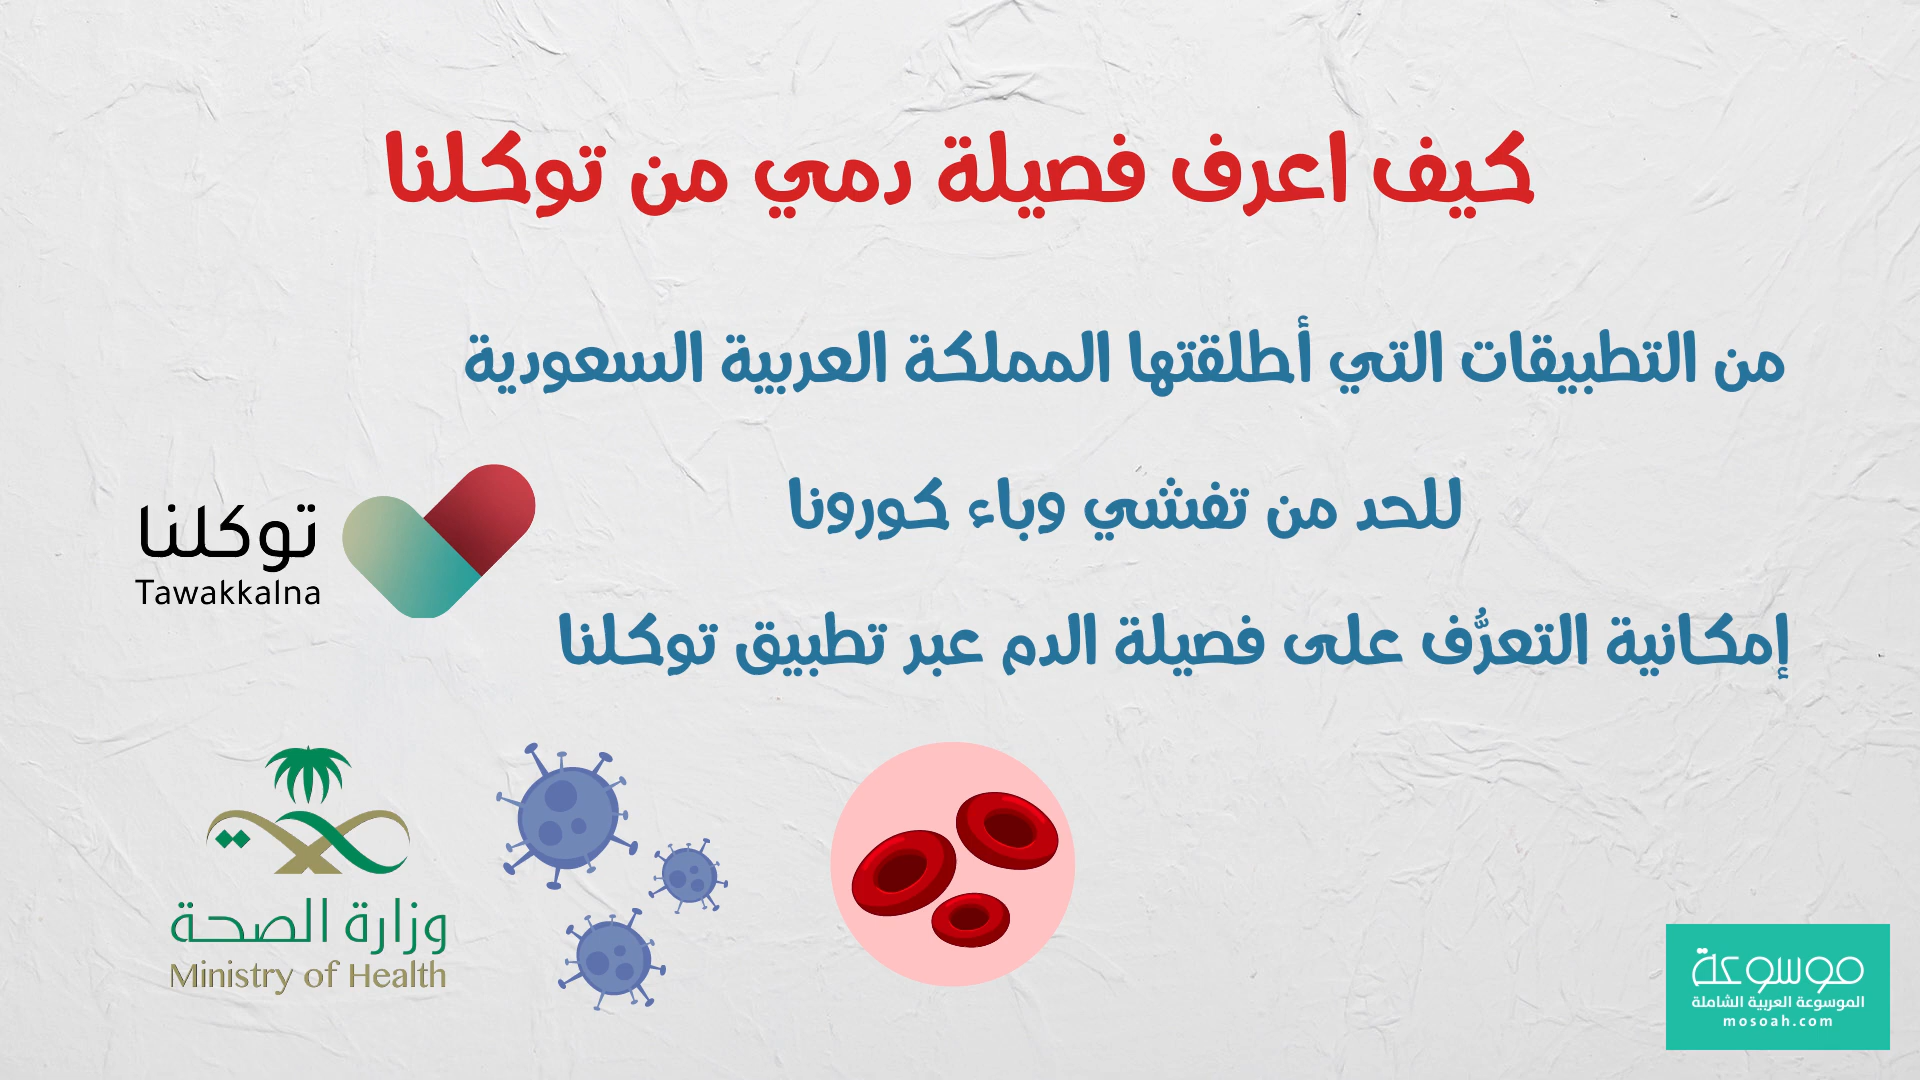 كيف اعرف فصيلة دمي من توكلنا
من التطبيقات التي أطلقتها المملكة العربية السعودية
للحد من تفشي وباء كورونا
توكلنا
Tawakkalna
إمكانية التعرُّف على فصيلة الدم عبر تطبيق توكلنا
وزارة الصحة
Ministry of Health
موسوعة
الموسوعة العربية الشاملة
mosoah.com